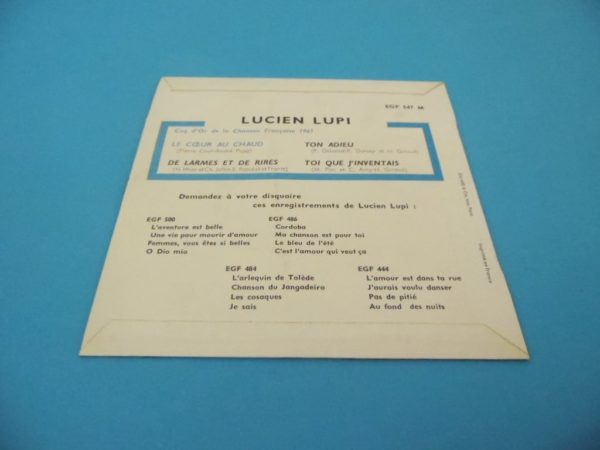 EGF 547 M
LUCIEN LUPI
Coq d'Or de la Chanson Française 1961
LE CŒUR AU CHAUD
(Pierre Cour-André Popp)
TON ADIEU
DE LARMES ET DE RIRES
TOI QUE J'INVENTAIS
Demandez à votre disquaire
ces enregistrements de Lucien Lupi :
EGF 500
L'aventure est belle
Une vie pour mourir d'amour
Femmes, vous êtes si belles
O Dio mio
EGF 486
Cordoba
Ma chanson est pour toi
Le bleu de l'été
C'est l'amour qui veut ça
EGF 484
L'arlequin de Tolède
Chanson du Jangadeiro
Les cosaques
Je sais
EGF 444
L'amour est dans ta rue
J'aurais voulu danser
Pas de pitié
Au fond des nuits